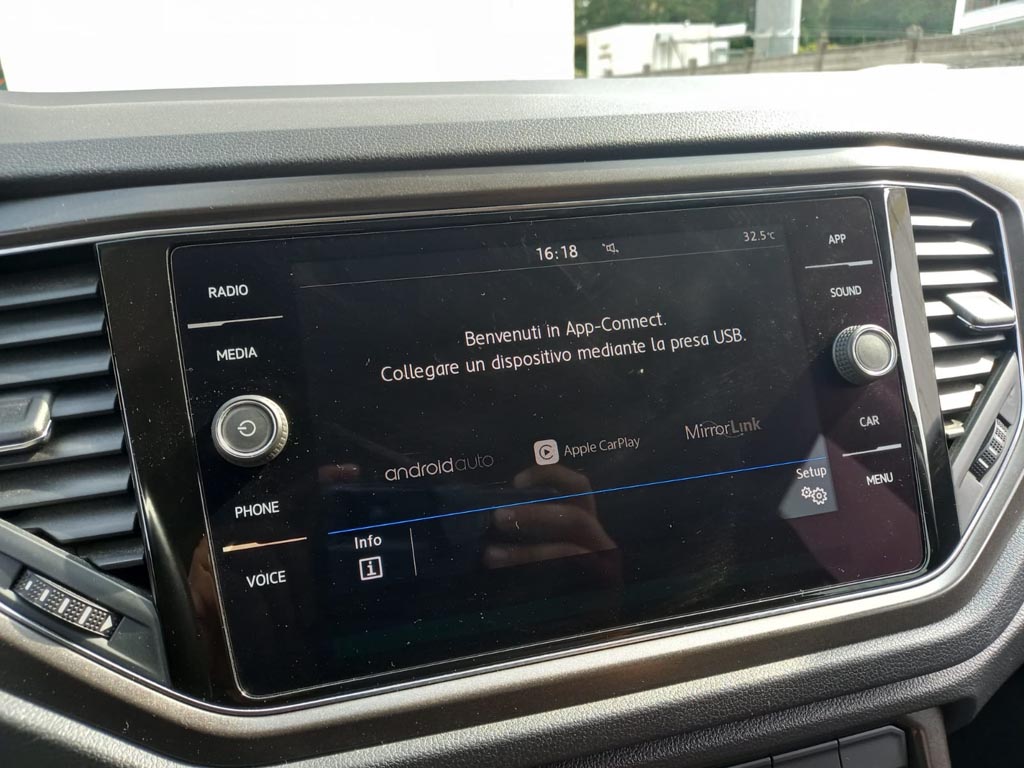 16:18
32.5°C
RADIO
MEDIA
PHONE
VOICE
Benvenuti in App-Connect.
Collegare un dispositivo mediante la presa USB.
androidauto
Apple CarPlay
MirrorLink
Info
i
Setup
APP
SOUND
CAR
MENU